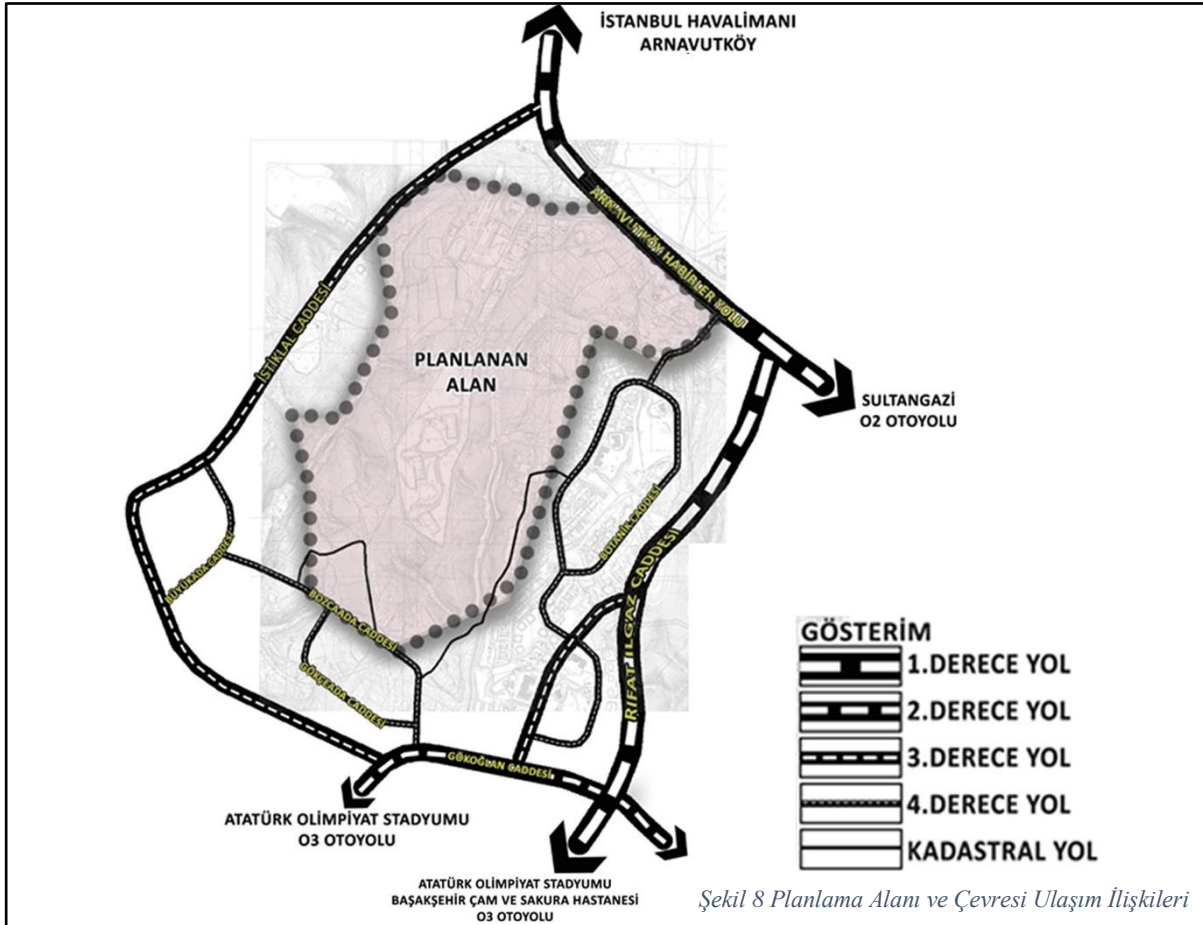 İSTANBUL HAVALİMANI
ARNAVUTKÖY
ARNAVUTKÖY HABİBLER YOLU
İSTİKLAL CADDESİ
PLANLANAN
ALAN
SULTANGAZİ
O2 OTOYOLU
BOTANİK CADDESİ
BÜYÜKADA CADDESİ
BOZCAADA CADDESİ
GÖKÇEADA CADDESİ
RIFAT ILGAZ CADDESİ
GÖKOĞLAN CADDESİ
ATATÜRK OLİMPİYAT STADYUMU
O3 OTOYOLU
ATATÜRK OLİMPİYAT STADYUMU
BAŞAKŞEHİR ÇAM VE SAKURA HASTANESİ
O3 OTOYOLU
GÖSTERİM
1.DERECE YOL
2.DERECE YOL
3.DERECE YOL
4.DERECE YOL
KADASTRAL YOL
Şekil 8 Planlama Alanı ve Çevresi Ulaşım İlişkileri